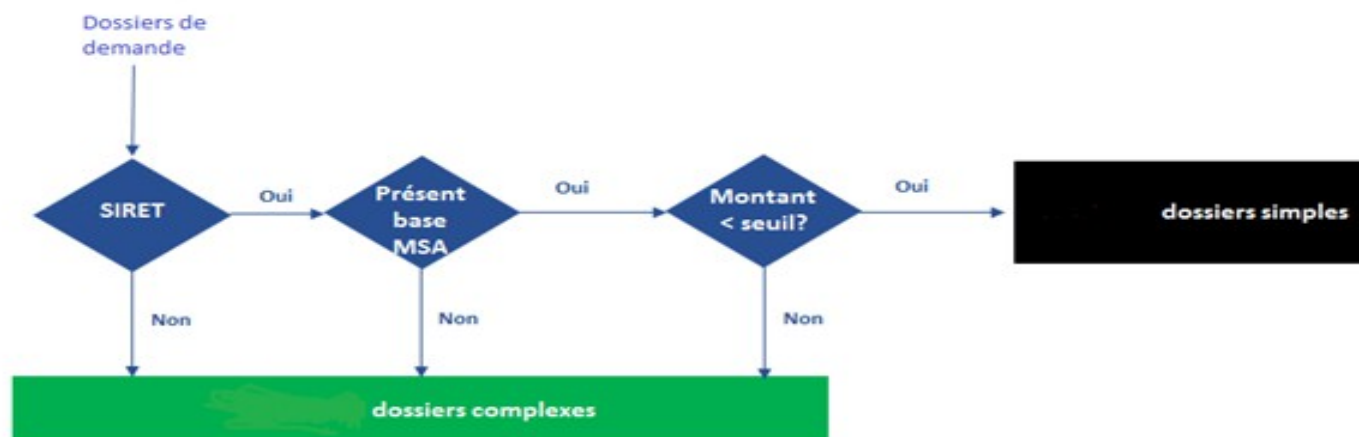 Dossiers de
demande
SIRET
Oui
Présent
base
MSA
Oui
Montant
< seuil?
Oui
dossiers simples
Non
Non
Non
dossiers complexes